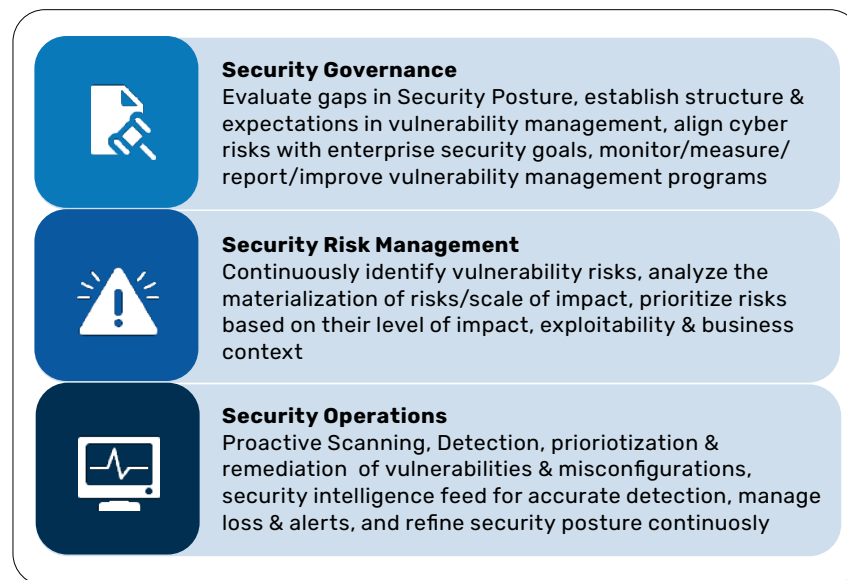 Security Governance
Evaluate gaps in Security Posture, establish structure &
expectations in vulnerability management, align cyber
risks with enterprise security goals, monitor/measure/
report/improve vulnerability management programs
Security Risk Management
Continuously identify vulnerability risks, analyze the
materialization of risks/scale of impact, prioritize risks
based on their level of impact, exploitability & business
context
Security Operations
Proactive Scanning, Detection, prioriotization &
remediation  of vulnerabilities & misconfigurations,
security intelligence feed for accurate detection, manage
loss & alerts, and refine security posture continuosly